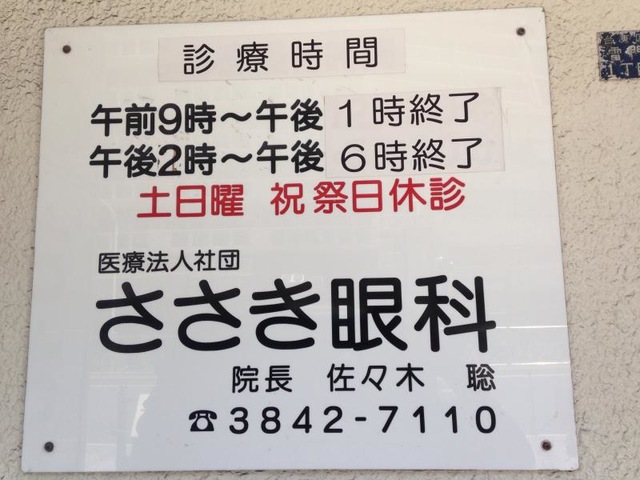 診療時間
午前9時～午後1時終了
午後2時～午後6時終了
土日曜 祝祭日休診
医療法人社団
ささき眼科
院長 佐々木 聡
☎3842-7110